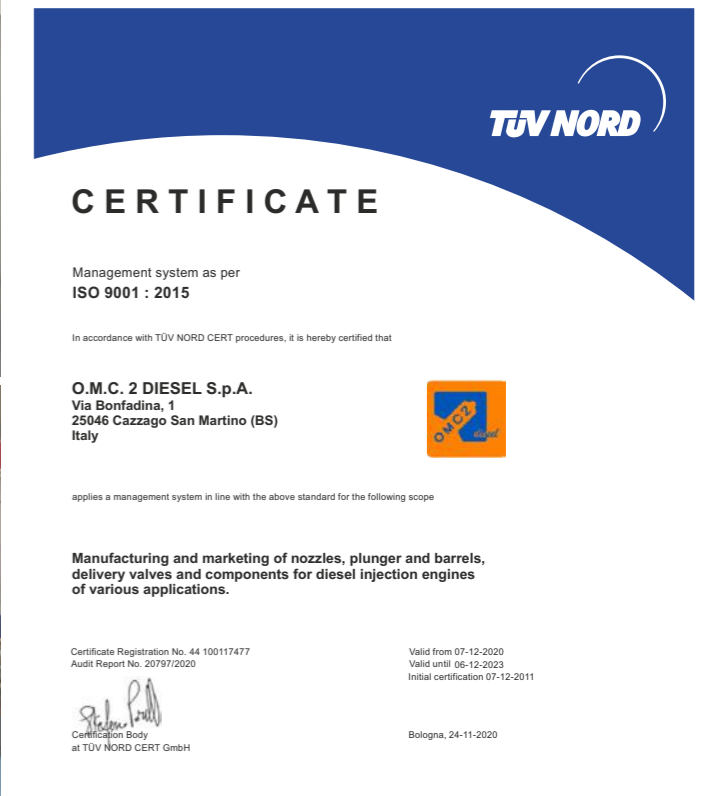 TÜV NORD
CERTIFICATE
Management system as per
ISO 9001 : 2015
In accordance with TÜV NORD CERT procedures, it is hereby certified that
O.M.C. 2 DIESEL S.p.A.
Via Bonfadina, 1
25046 Cazzago San Martino (BS)
Italy
OMC2
diesel
applies a management system in line with the above standard for the following scope
Manufacturing and marketing of nozzles, plunger and barrels,
delivery valves and components for diesel injection engines
of various applications.
Certificate Registration No. 44 100117477
Audit Report No. 20797/2020
Valid from 07-12-2020
Valid until 06-12-2023
Initial certification 07-12-2011
Certification Body
at TÜV NORD CERT GmbH
Bologna, 24-11-2020